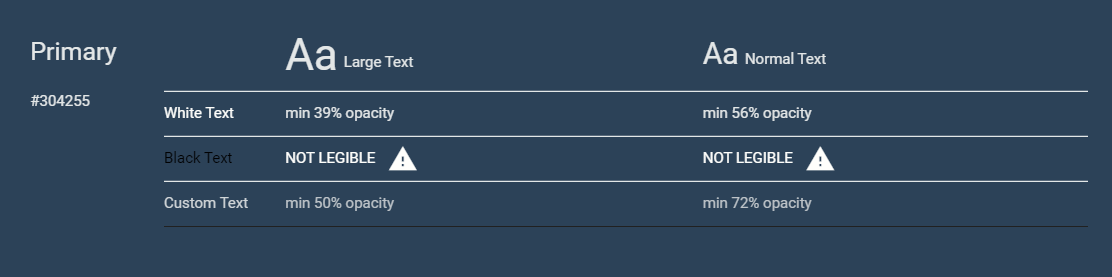 Primary
Aa Large Text
Aa Normal Text
#304255
White Text
min 39% opacity
min 56% opacity
Black Text
NOT LEGIBLE
NOT LEGIBLE
Custom Text
min 50% opacity
min 72% opacity